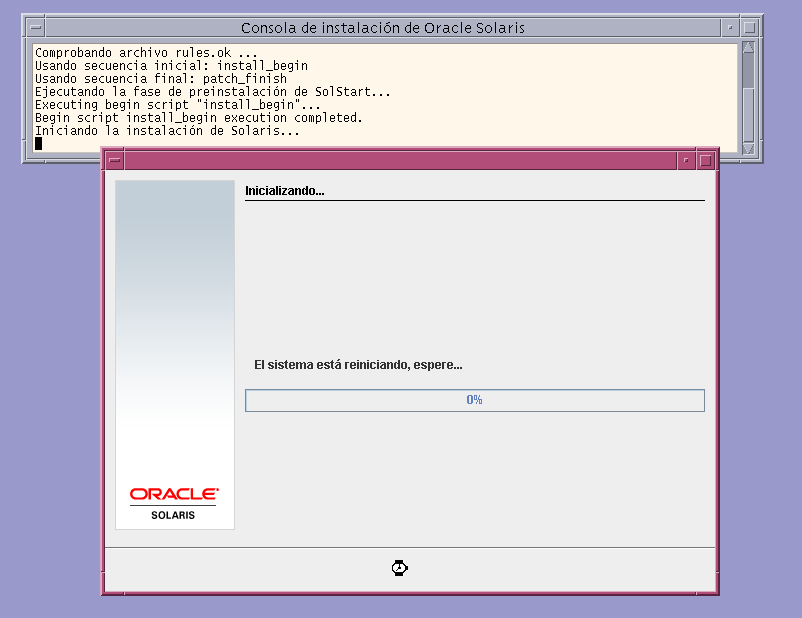 Consola de instalación de Oracle Solaris
Comprobando archivo rules.ok ...
Usando secuencia inicial: install_begin
Usando secuencia final: patch_finish
Ejecutando la fase de preinstalación de SolStart...
Executing begin script "install_begin"...
Begin script install_begin execution completed.
Iniciando la instalación de Solaris...
Inicializando...
El sistema está reiniciando, espere...
0%
ORACLE
SOLARIS